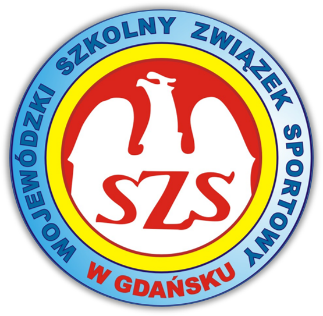 WOJEWÓDZKI SZKOLNY ZWIĄZEK SPORTOWY
W GDAŃSKU
SZS